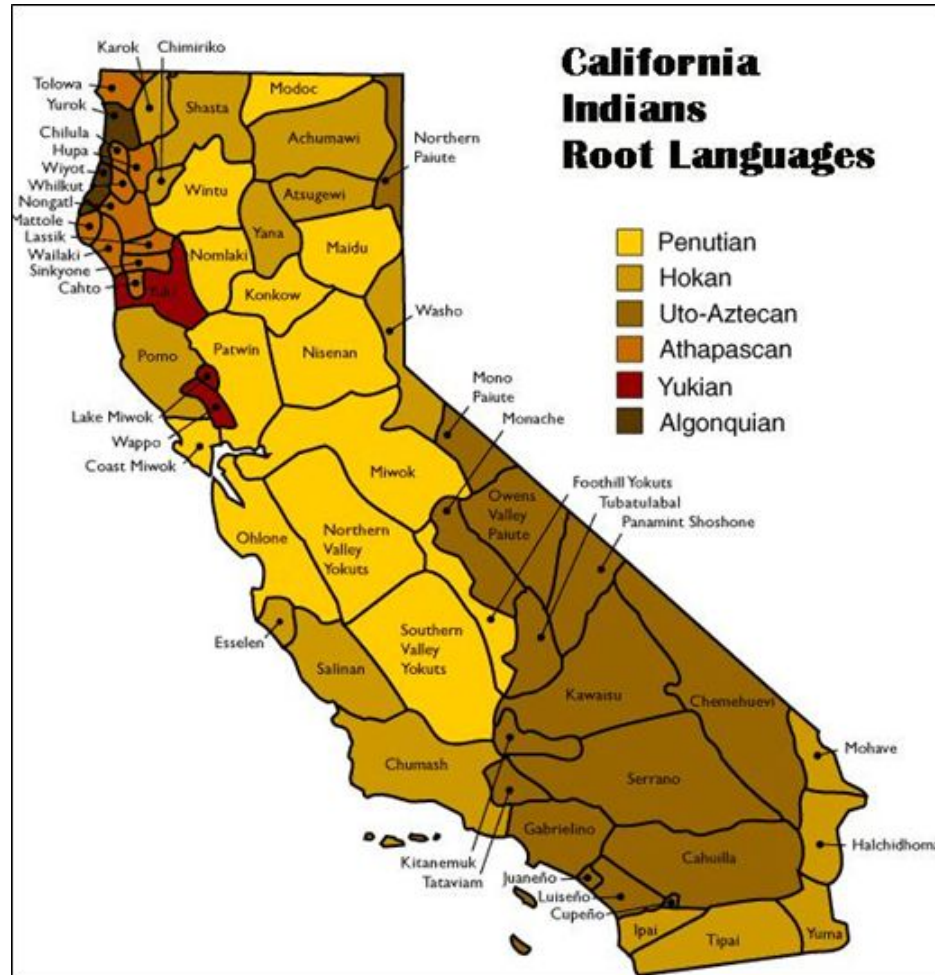 California
Indians
Root Languages
Penutian
Hokan
Uto-Aztecan
Athapascan
Yukian
Algonquian
Karok
Chimiriko
Tolowa
Yurok
Chilula
Hupa
Wiyot
Whilkut
Nongatl
Mattole
Lassik
Wailaki
Sinkyone
Cahto
Shasta
Modoc
Achumawi
Northern
Paiute
Atsugewi
Wintu
Yana
Nomlaki
Maidu
Konkow
Yuki
Washo
Pomo
Patwin
Nisenan
Lake Miwok
Wappo
Coast Miwok
Mono
Paiute
Monache
Miwok
Foothill Yokuts
Tubatulabal
Panamint Shoshone
Owens
Valley
Paiute
Ohlone
Northern
Valley
Yokuts
Esselen
Salinan
Southern
Valley
Yokuts
Kawaisu
Chemehuevi
Chumash
Mohave
Serrano
Gabrielino
Halchidhoma
Kitanemuk
Tataviam
Cahuilla
Juaneño
Luiseño
Cupeño
Ipai
Tipai
Yuma